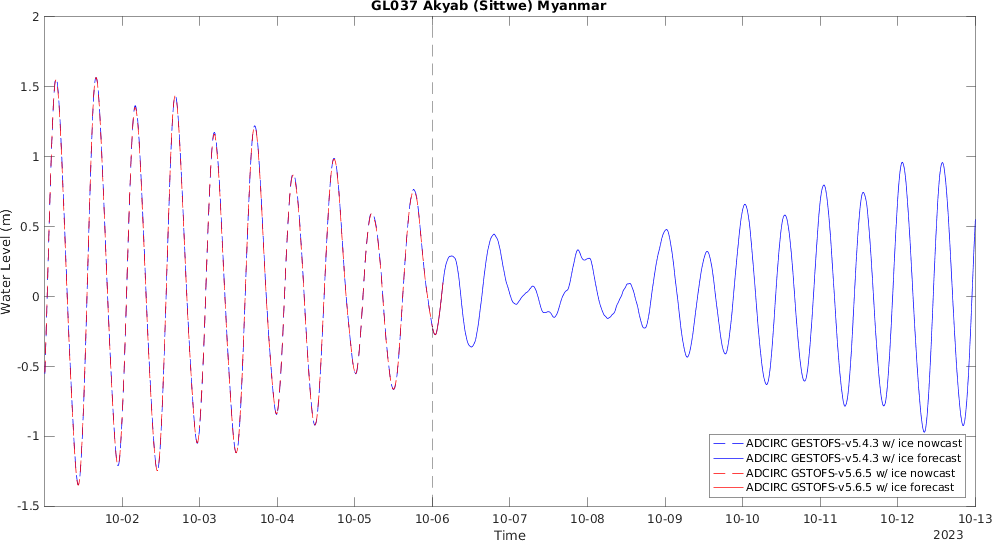 GL037 Akyab (Sittwe) Myanmar
Water Level (m)
2
1.5
1
0.5
0
-0.5
-1
-1.5
10-02 10-03 10-04 10-05 10-06 10-07 10-08 10-09 10-10 10-11 10-12 10-13
Time
2023
ADCIRC GESTOFS-v5.4.3 w/ ice nowcast
ADCIRC GESTOFS-v5.4.3 w/ ice forecast
ADCIRC GSTOFS-v5.6.5 w/ ice nowcast
ADCIRC GSTOFS-v5.6.5 w/ ice forecast